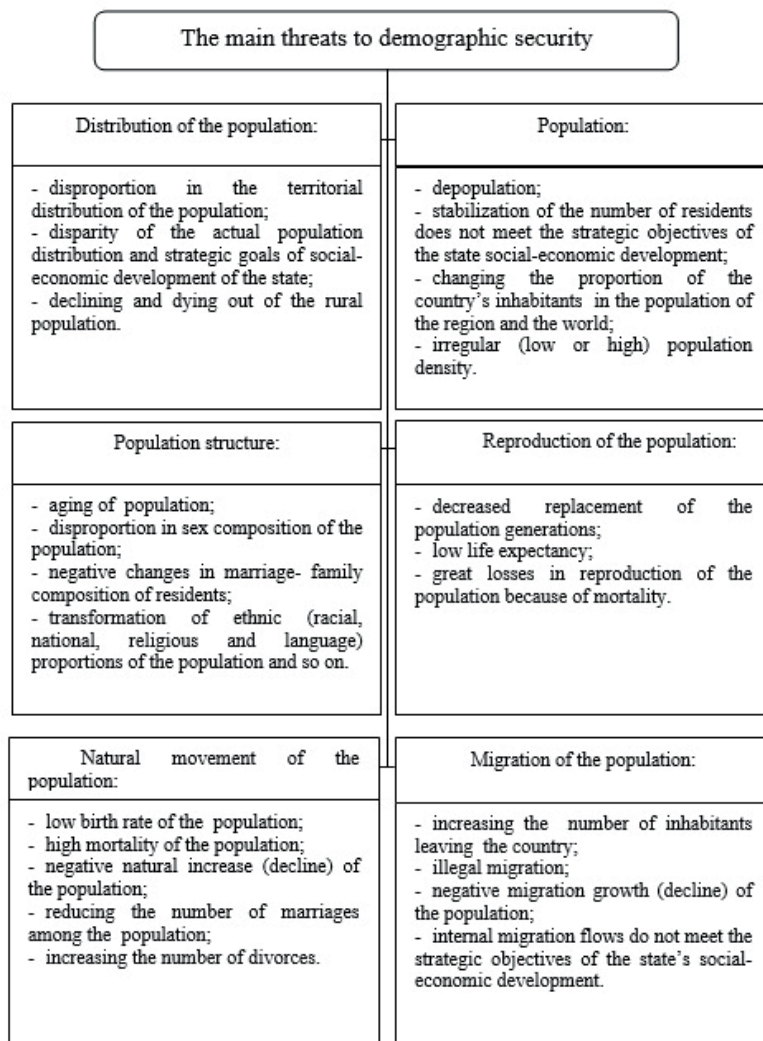 The main threats to demographic security
Distribution of the population:
- disproportion in the territorial
distribution of the population;
- disparity of the actual population
distribution and strategic goals of social-
economic development of the state;
- declining and dying out of the rural
population.
Population:
- depopulation;
- stabilization of the number of residents
does not meet the strategic objectives of
the state social-economic development;
- changing the proportion of the
country’s inhabitants in the population of
the region and the world;
- irregular (low or high) population
density.
Population structure:
- aging of population;
- disproportion in sex composition of the
population;
- negative changes in marriage- family
composition of residents;
- transformation of ethnic (racial,
national, religious and language)
proportions of the population and so on.
Reproduction of the population:
- decreased replacement of the
population generations;
- low life expectancy;
- great losses in reproduction of the
population because of mortality.
Natural movement of the
population:
- low birth rate of the population;
- high mortality of the population;
- negative natural increase (decline) of
the population;
- reducing the number of marriages
among the population;
- increasing the number of divorces.
Migration of the population:
- increasing the number of inhabitants
leaving the country;
- illegal migration;
- negative migration growth (decline) of
the population;
- internal migration flows do not meet the
strategic objectives of the state’s social-
economic development.